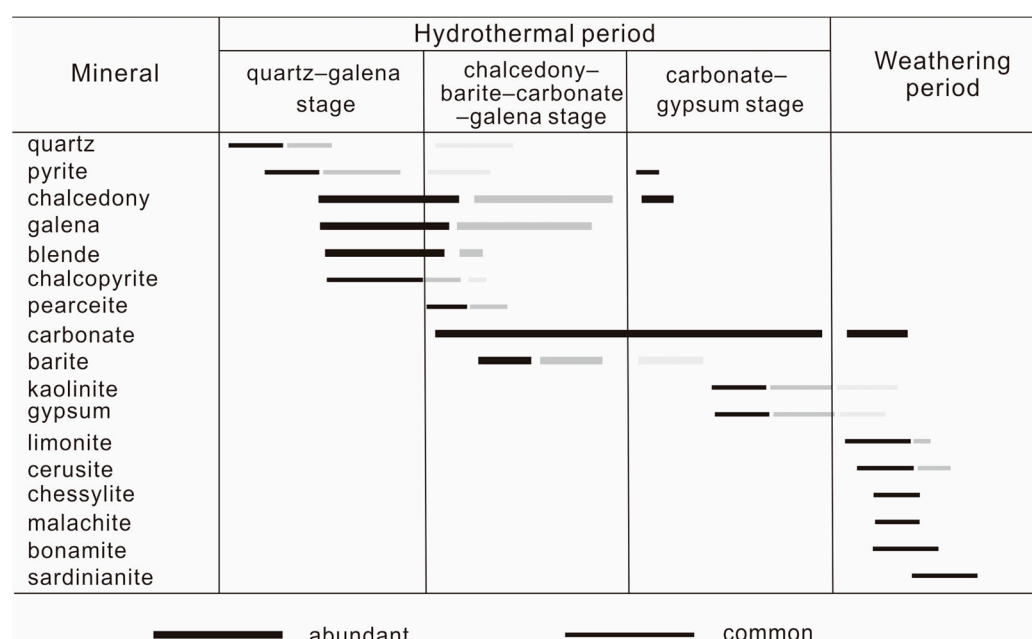 Hydrothermal period
Mineral
quartz–galena
stage
chalcedony–
barite–carbonate
–galena stage
carbonate–
gypsum stage
Weathering
period
quartz
pyrite
chalcedony
galena
blende
chalcopyrite
pearceite
carbonate
barite
kaolinite
gypsum
limonite
cerusite
chessylite
malachite
bonamite
sardinianite
abundant
common